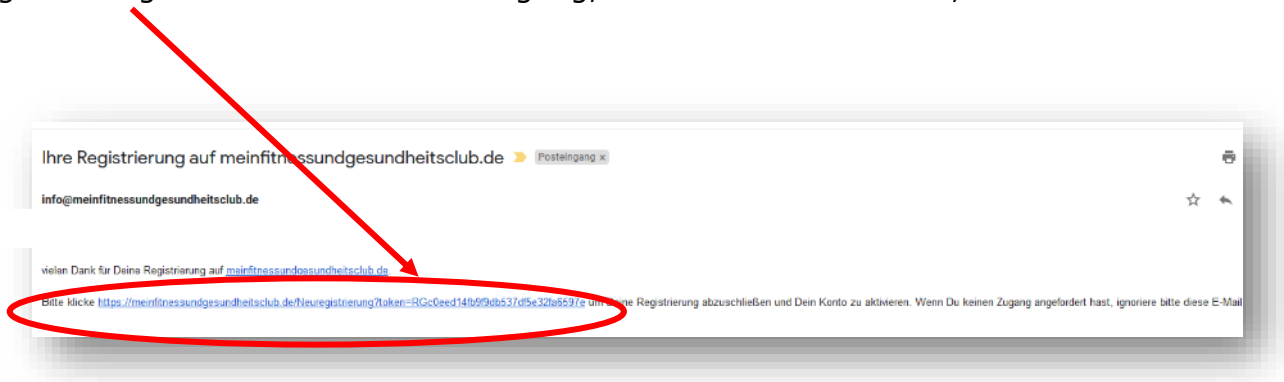 Ihre Registrierung auf meinfitnessundgesundheitsclub.de Posteingang x
info@meinfitnessundgesundheitsclub.de
vielen Dank für Deine Registrierung auf meinfitnessundgesundheitsclub.de
Bitte klicke https://meinfitnessundgesundheitsclub.de/Neuregistrierung?token=RGc0eed14fb9f9db537df5e32fa6597e um Deine Registrierung abzuschließen und Dein Konto zu aktivieren. Wenn Du keinen Zugang angefordert hast, ignoriere bitte diese E-Mail